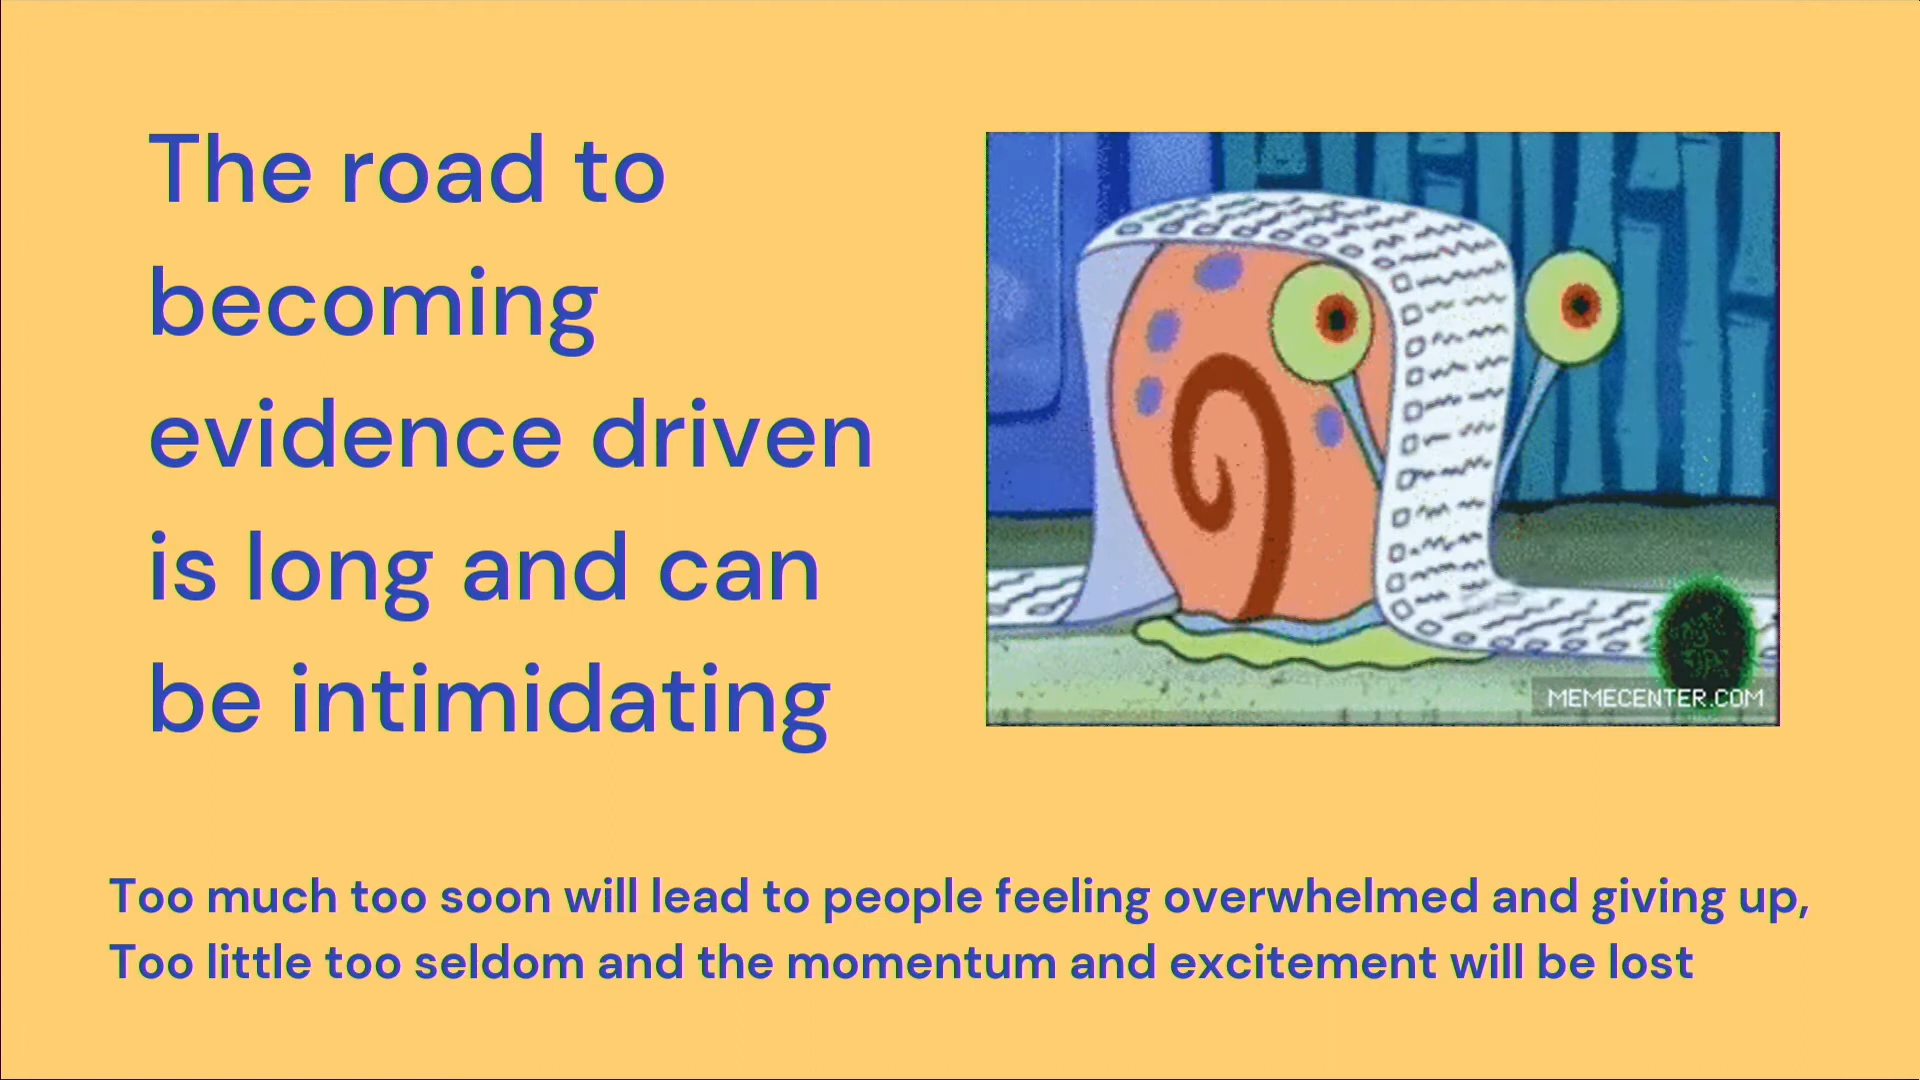 The road to
becoming
evidence driven
is long and can
be intimidating
MEMECENTER.COM
Too much too soon will lead to people feeling overwhelmed and giving up,
Too little too seldom and the momentum and excitement will be lost